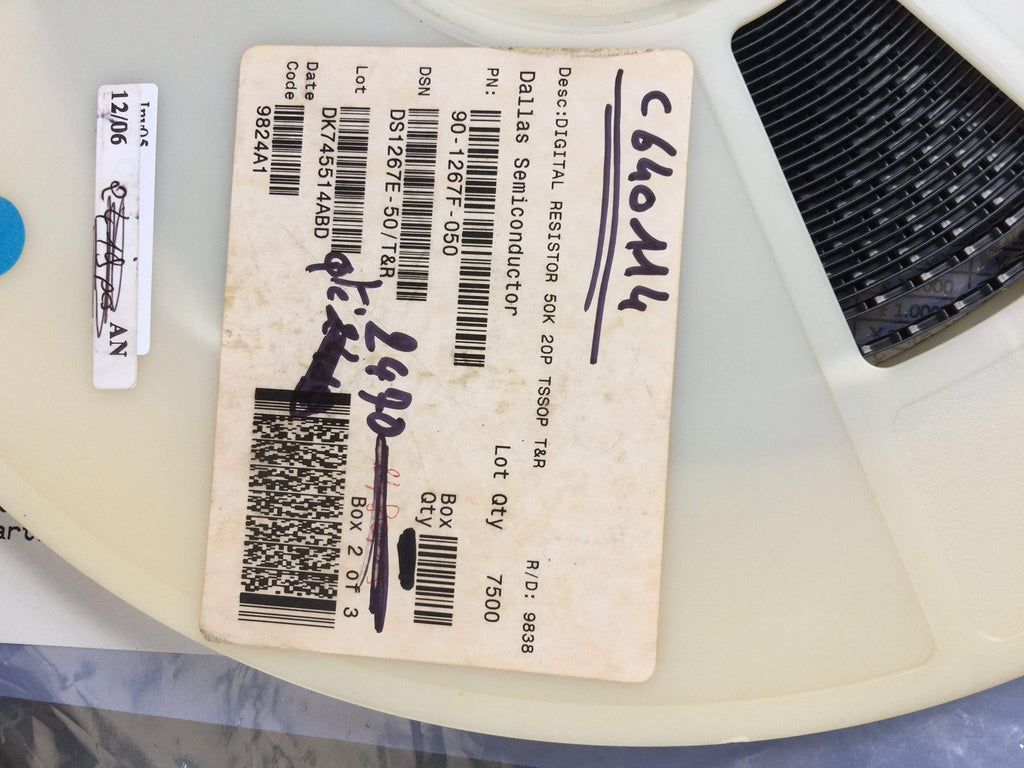 C64014
Desc:DIGITAL RESISTOR 50K 20P TSSOP T&R
R/D: 9838
Dallas Semiconductor
Lot Qty 7500
PN:
90-1267F-050
DSN
DS1267E-50/T&R
Box Qty
Lot
DK745514ABD
2490
Box 2 of 3
Date Code
9824A1
12/06
AN